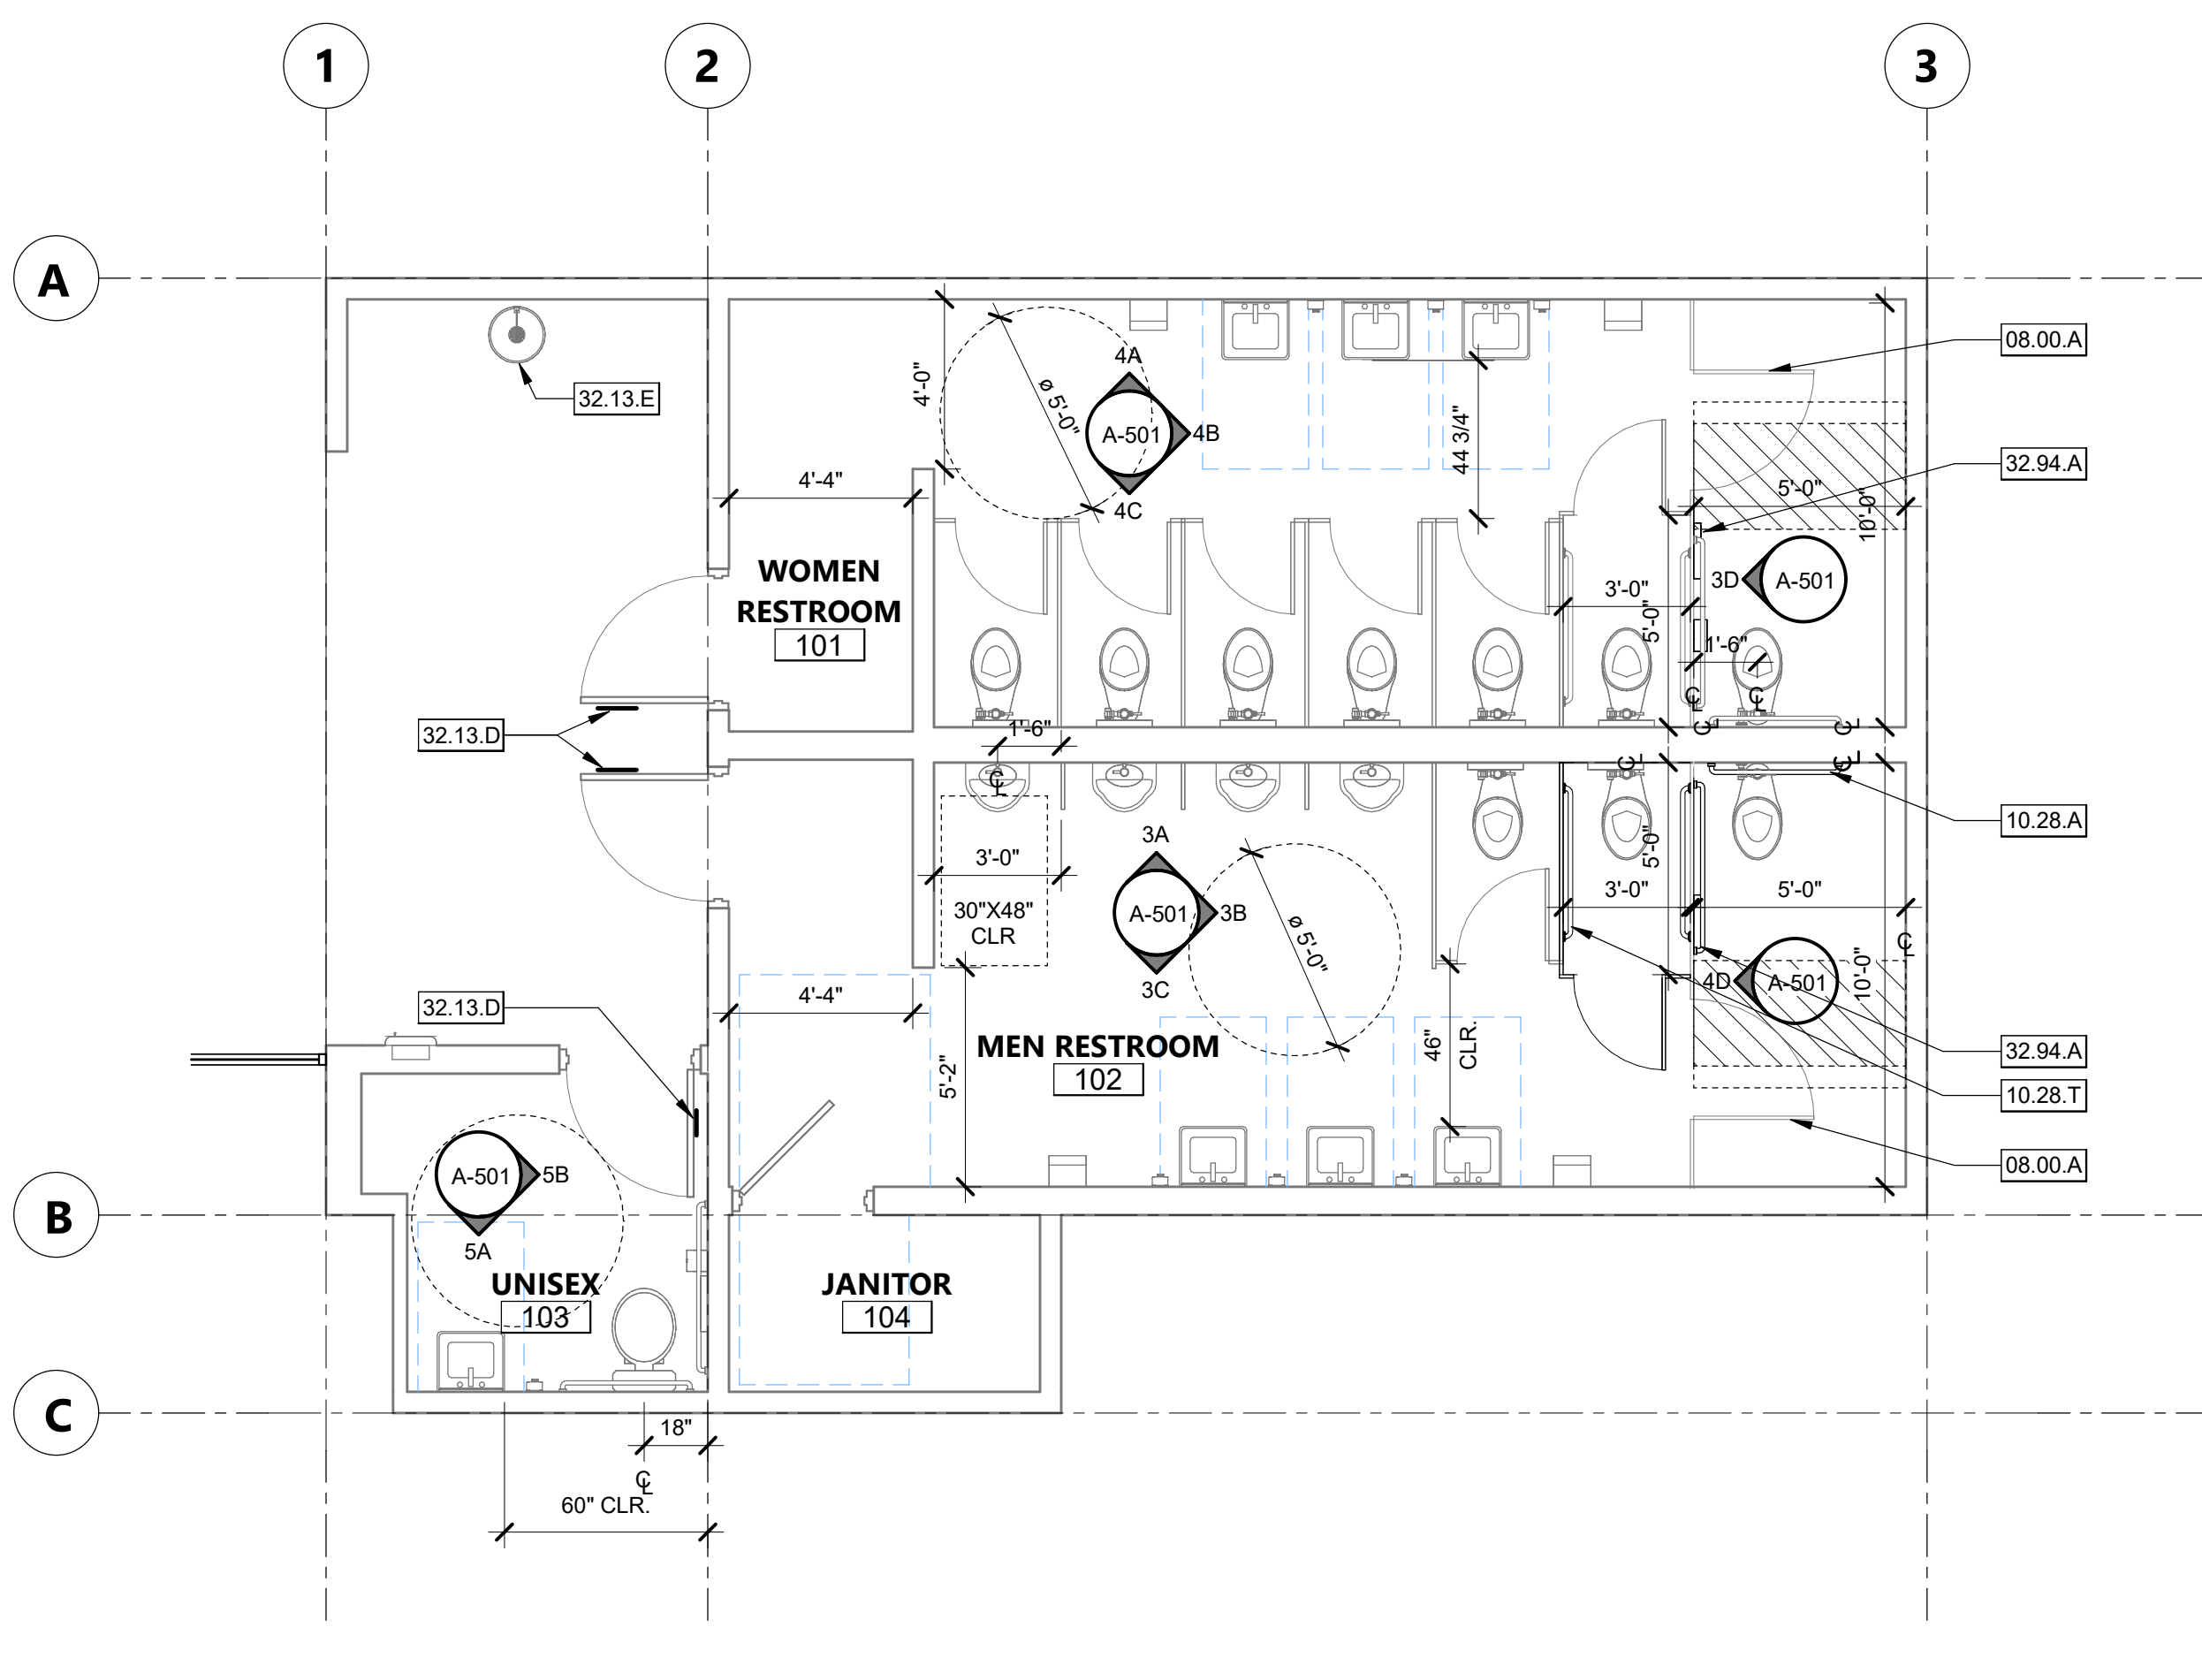 1
2
3
A
08.00.A
32.13.E
4A
ø 5'-0"
4'-0"
A-501
4B
44 3/4"
4C
32.94.A
4'-4"
5'-0"
10'-0"
WOMEN
RESTROOM
101
3D
A-501
3'-0"
5'-0"
1'-6"
32.13.D
1'-6"
10.28.A
3A
5'-0"
3'-0"
3'-0"
5'-0"
30"X48"
CLR
A-501
3B
ø 5'-0"
3C
4'-4"
4D
A-501
10'-0"
32.13.D
MEN RESTROOM
102
46"
CLR.
5'-2"
32.94.A
10.28.T
08.00.A
A-501
5B
B
5A
UNISEX
103
JANITOR
104
C
18"
60" CLR.